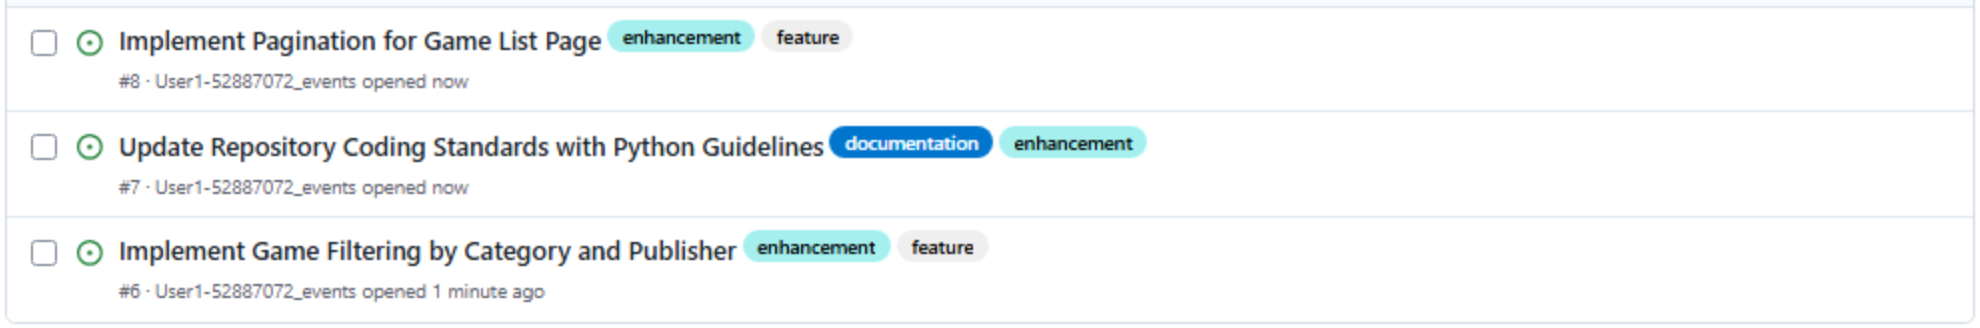 Implement Pagination for Game List Page enhancement feature
#8 · User1-52887072_events opened now
Update Repository Coding Standards with Python Guidelines documentation enhancement
#7 · User1-52887072_events opened now
Implement Game Filtering by Category and Publisher enhancement feature
#6 · User1-52887072_events opened 1 minute ago